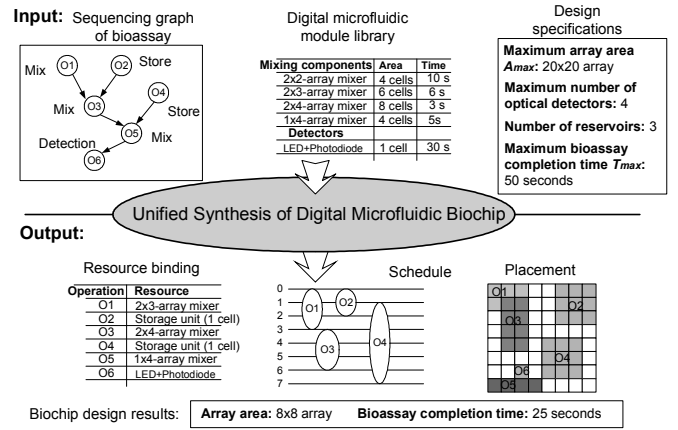 Input:
Sequencing graph
of bioassay
Mix
O1
O2
Store
Mix
O3
O4
Store
O5
Mix
Detection
O6
Digital microfluidic
module library
Mixing components Area Time
2x2-array mixer 4 cells 10 s
2x3-array mixer 6 cells 6 s
2x4-array mixer 8 cells 3 s
1x4-array mixer 4 cells 5s
Detectors
LED+Photodiode 1 cell 30 s
Design
specifications
Maximum array area
Amax: 20x20 array
Maximum number of
optical detectors: 4
Number of reservoirs: 3
Maximum bioassay
completion time Tmax:
50 seconds
Unified Synthesis of Digital Microfluidic Biochip
Output:
Resource binding
Operation Resource
O1 2x3-array mixer
O2 Storage unit (1 cell)
O3 2x4-array mixer
O4 Storage unit (1 cell)
O5 1x4-array mixer
O6 LED+Photodiode
Schedule
0
1
2
3
4
5
6
7
O1
O2
O3
O4
Placement
O1
O2
O3
O4
O6
O5
Biochip design results:
Array area: 8x8 array Bioassay completion time: 25 seconds